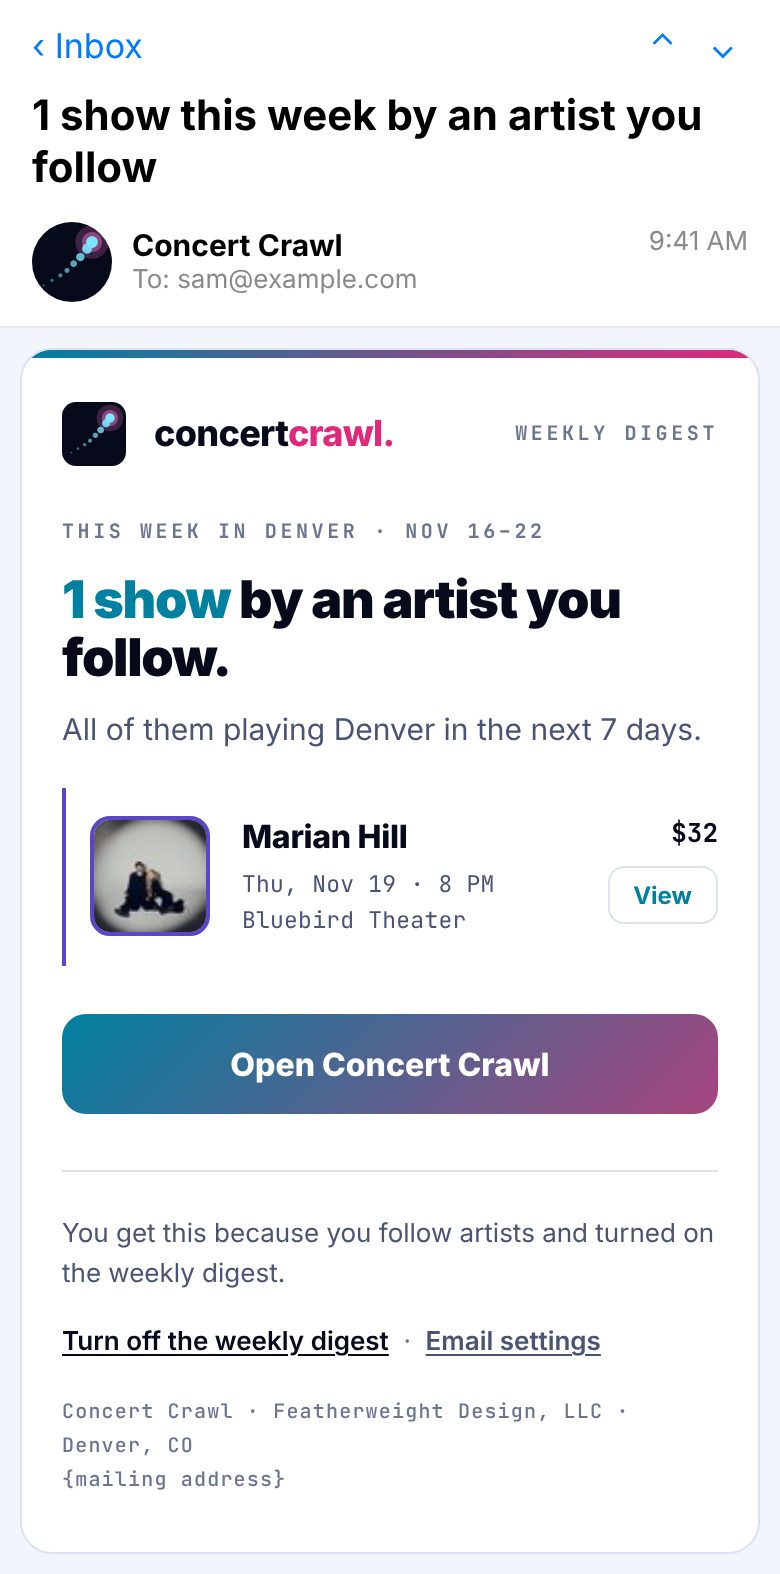 ‹ Inbox
1 show this week by an artist you
follow
Concert Crawl
9:41 AM
To: sam@example.com
concertcrawl.
WEEKLY DIGEST
THIS WEEK IN DENVER · NOV 16–22
1 show by an artist you
follow.
All of them playing Denver in the next 7 days.
Marian Hill
$32
Thu, Nov 19 · 8 PM
View
Bluebird Theater
Open Concert Crawl
You get this because you follow artists and turned on
the weekly digest.
Turn off the weekly digest · Email settings
Concert Crawl · Featherweight Design, LLC ·
Denver, CO
{mailing address}